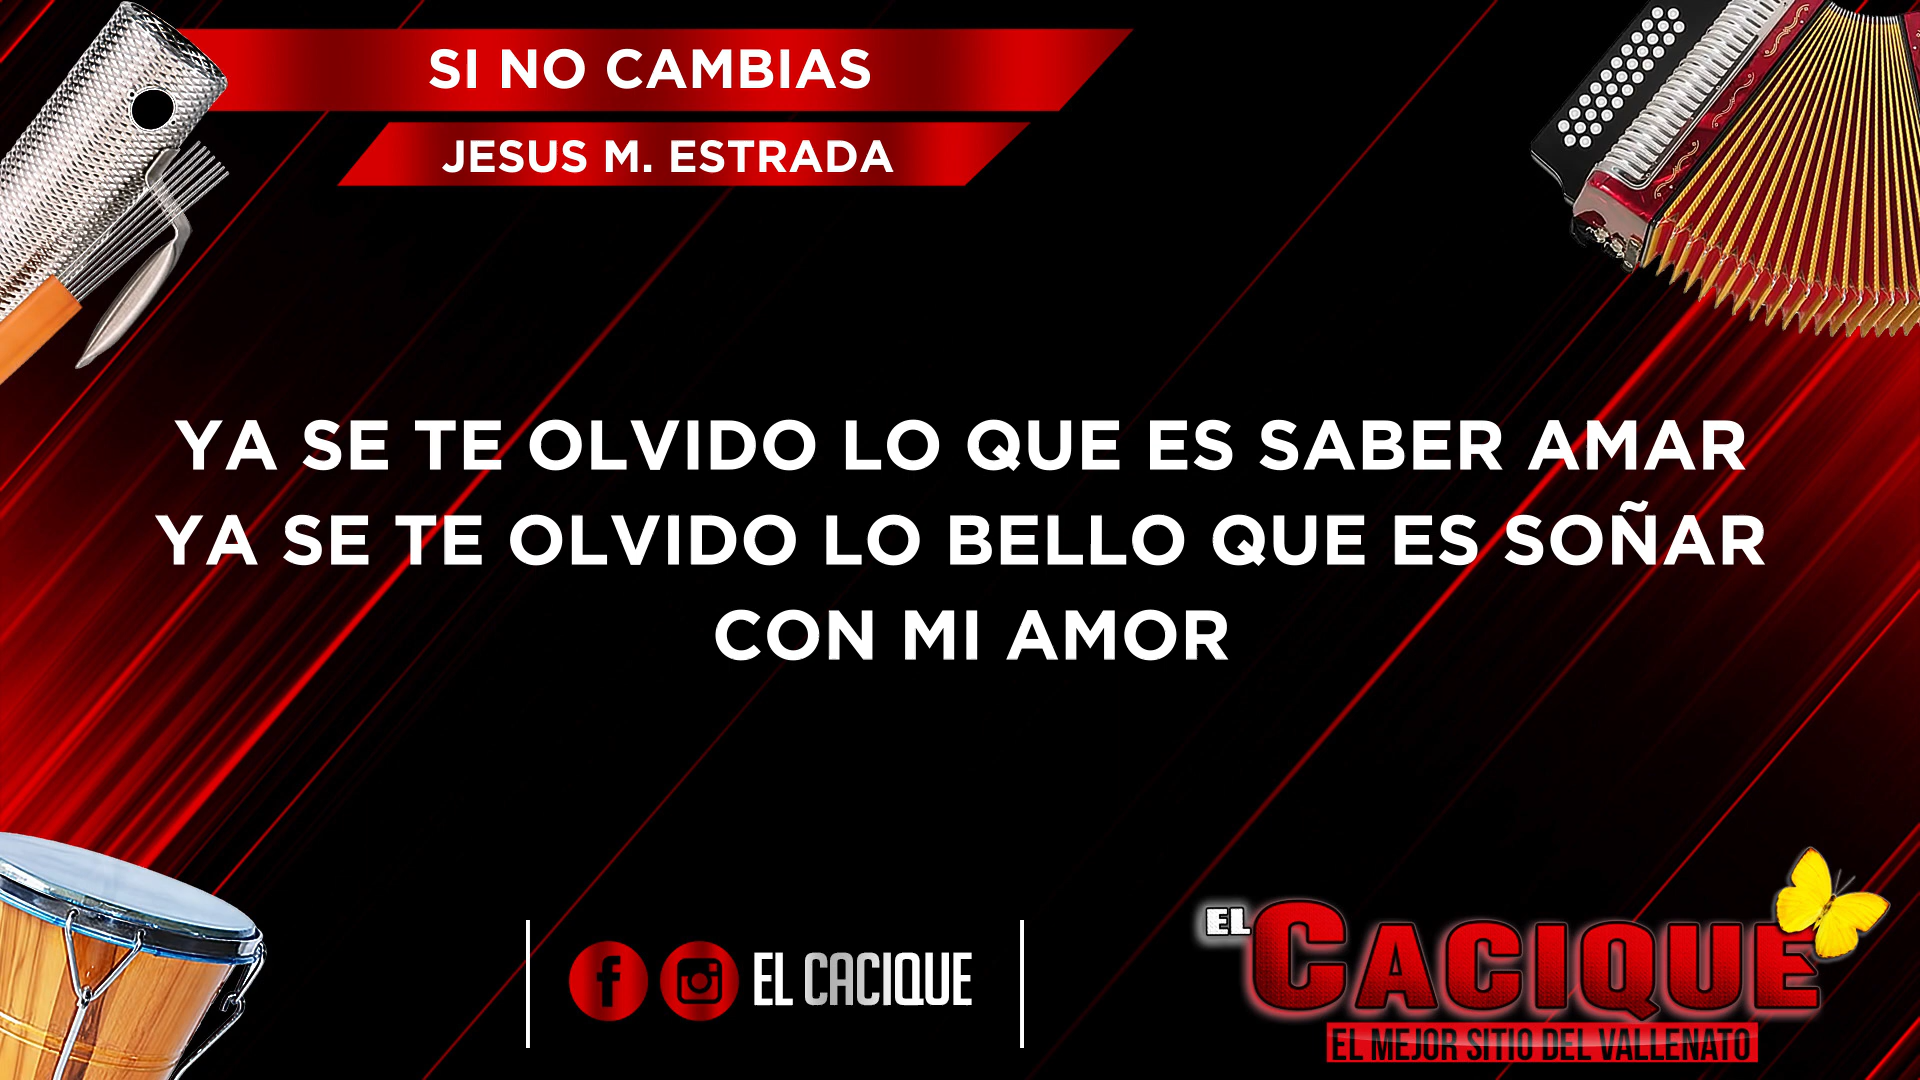 SI NO CAMBIAS
JESUS M. ESTRADA
YA SE TE OLVIDO LO QUE ES SABER AMAR
YA SE TE OLVIDO LO BELLO QUE ES SOÑAR
CON MI AMOR
EL CACIQUE
EL CACIQUE
EL MEJOR SITIO DEL VALLENATO